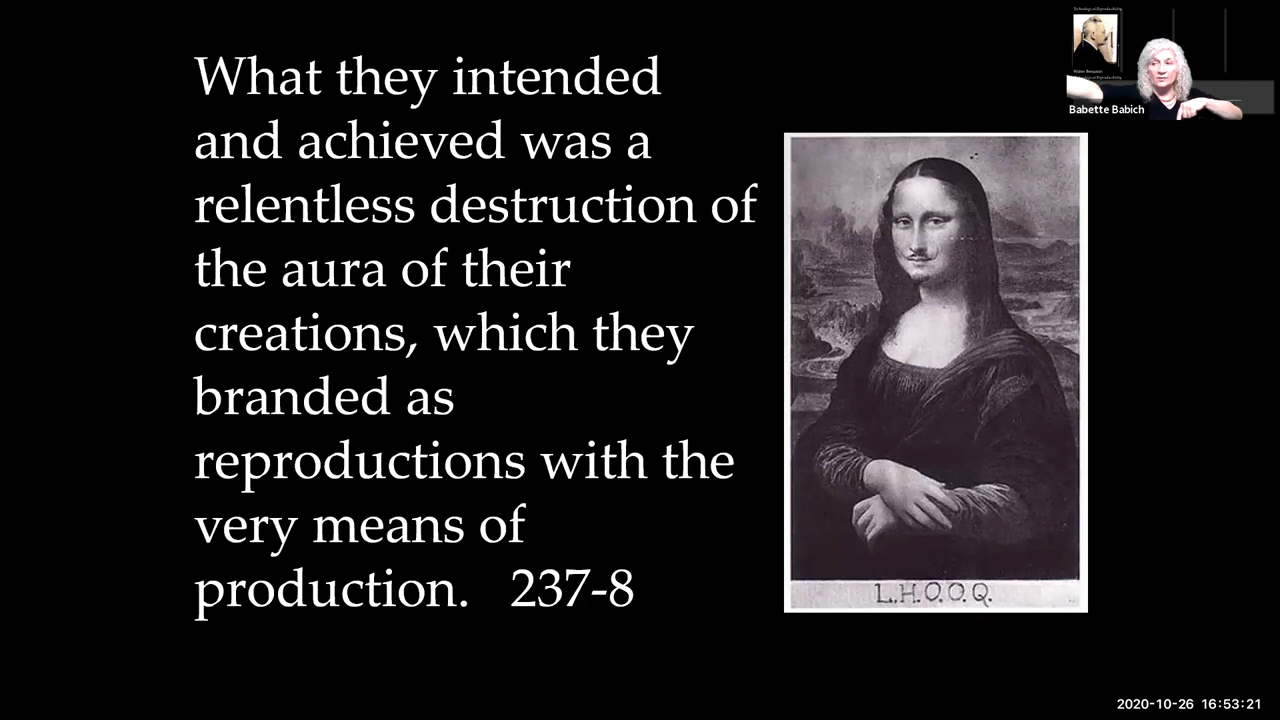 What they intended
and achieved was a
relentless destruction of
the aura of their
creations, which they
branded as
reproductions with the
very means of
production. 237-8
L.H.O.O.Q.
Babette Babich
2020-10-26 16:53:21